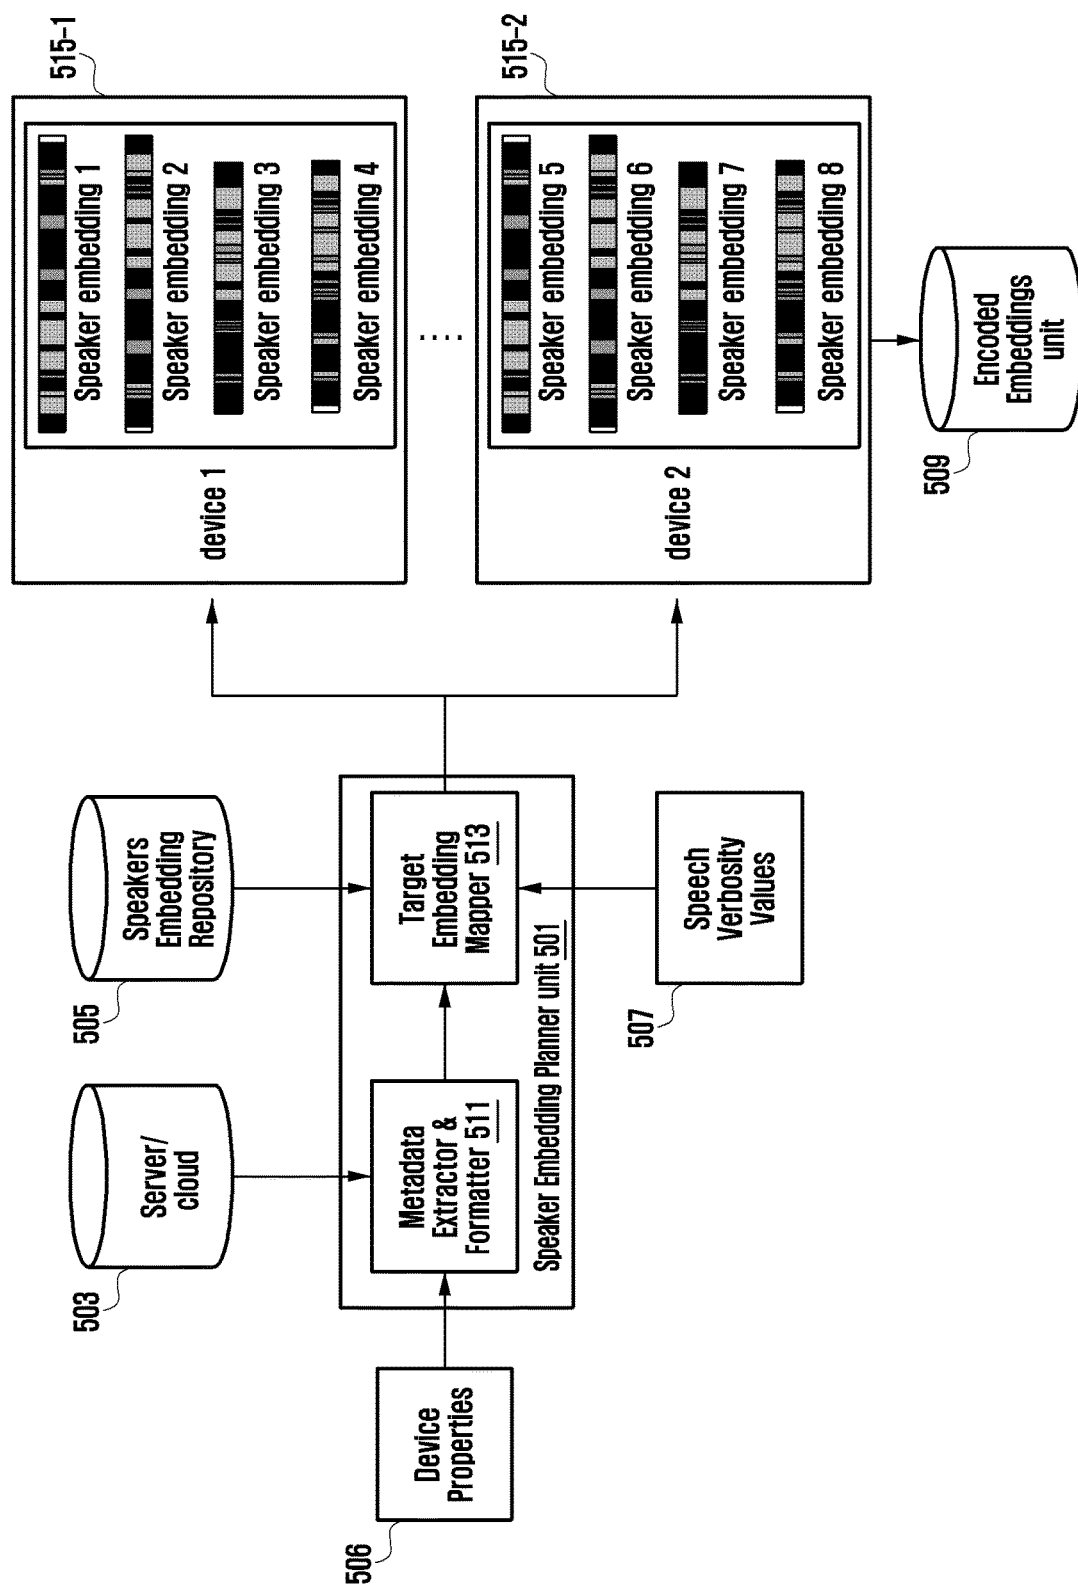 506
Device
Properties
503
Server/
cloud
505
Speakers
Embedding
Repository
Metadata
Extractor &
Formatter 511
Target
Embedding
Mapper 513
Speaker Embedding Planner unit 501
507
Speech
Verbosity
Values
515-1
device 1
Speaker embedding 1
Speaker embedding 2
Speaker embedding 3
Speaker embedding 4
....
515-2
device 2
Speaker embedding 5
Speaker embedding 6
Speaker embedding 7
Speaker embedding 8
509
Encoded
Embeddings
unit